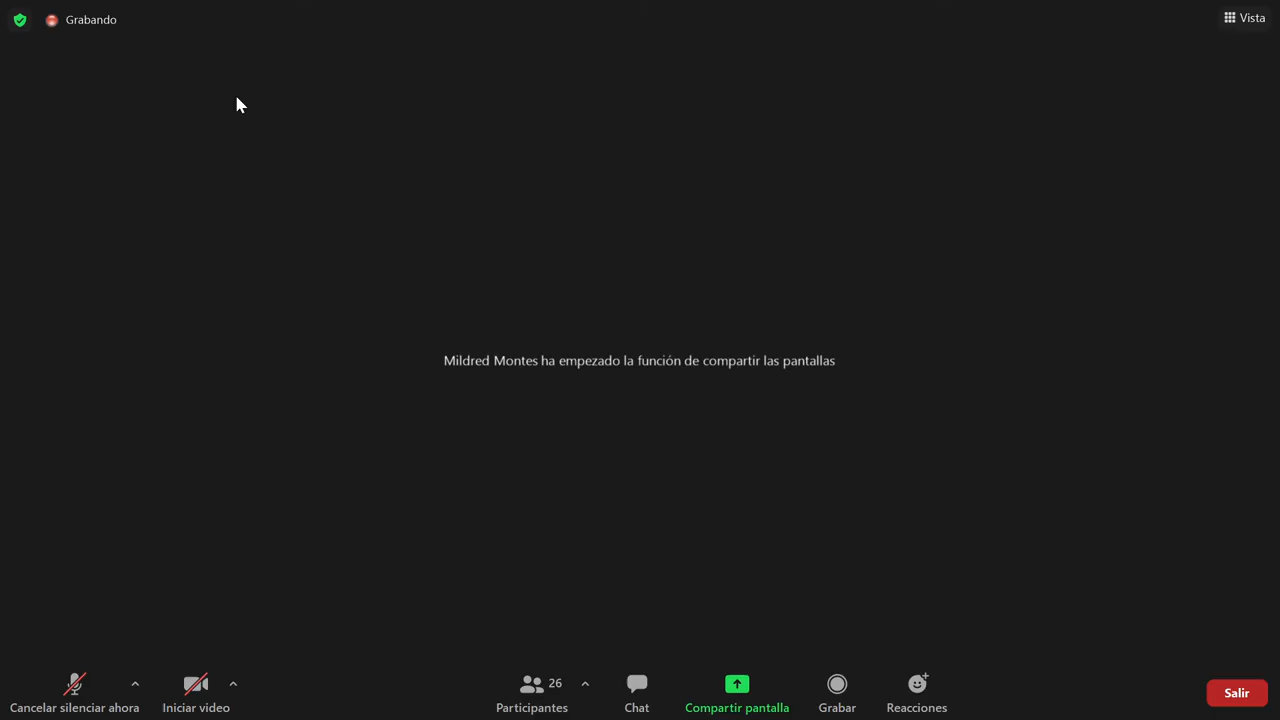 Grabando
Vista
Mildred Montes ha empezado la función de compartir las pantallas
26
Cancelar silenciar ahora
Iniciar video
Participantes
Chat
Compartir pantalla
Grabar
Reacciones
Salir